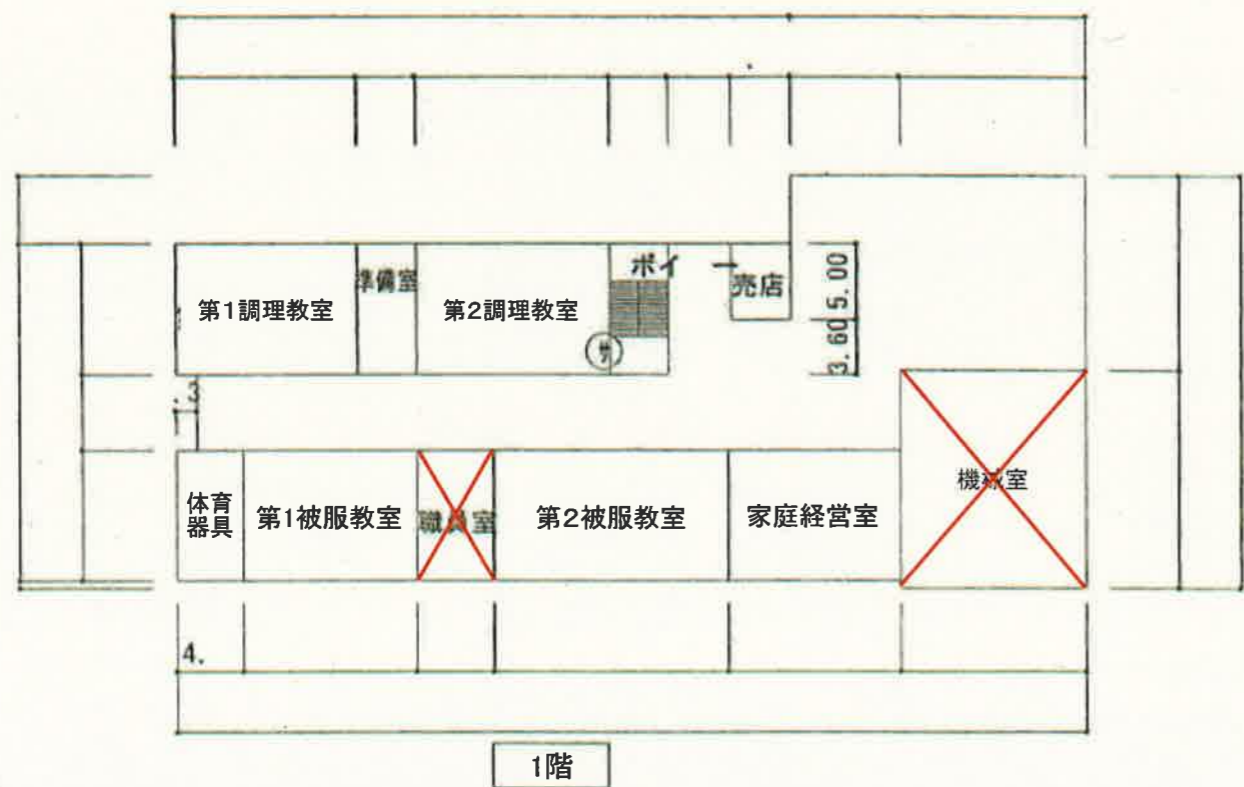 準備室
ボイ ー
売店
第1調理教室
第2調理教室
5.00
3.60
サ
体育
器具
第1被服教室
職員室
第2被服教室
家庭経営室
機械室
4.
1階